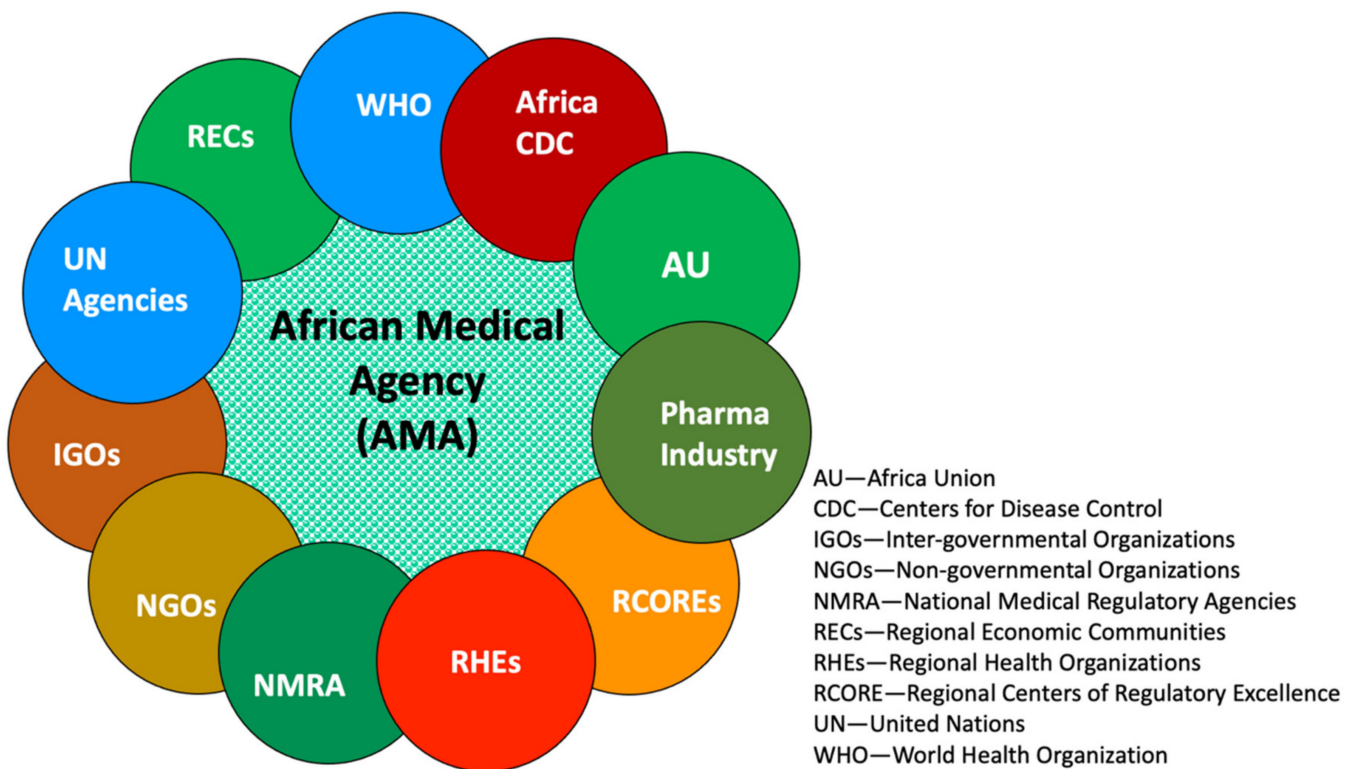 WHO
Africa
CDC
RECs
AU
UN
Agencies
African Medical
Agency
(AMA)
Pharma
Industry
IGOs
NGOs
RCOREs
NMRA
RHEs
AU—Africa Union
CDC—Centers for Disease Control
IGOs—Inter-governmental Organizations
NGOs—Non-governmental Organizations
NMRA—National Medical Regulatory Agencies
RECs—Regional Economic Communities
RHEs—Regional Health Organizations
RCORE—Regional Centers of Regulatory Excellence
UN—United Nations
WHO—World Health Organization